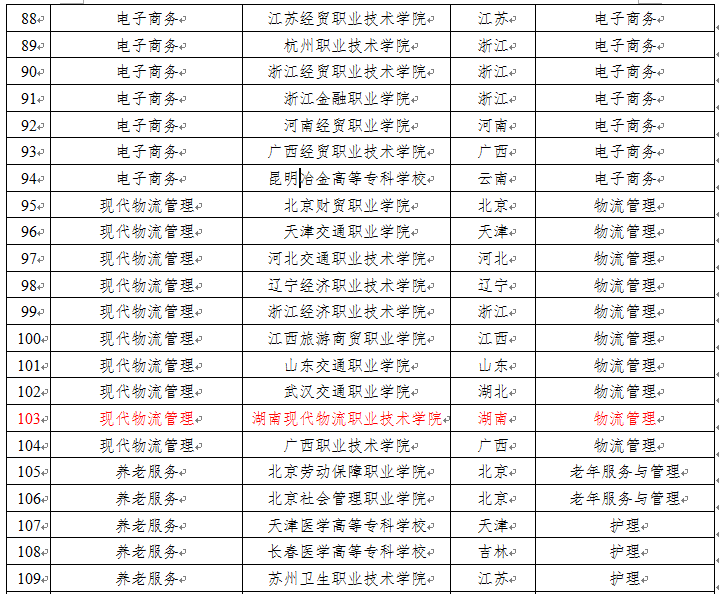 88 电子商务 江苏经贸职业技术学院 江苏 电子商务
89 电子商务 杭州职业技术学院 浙江 电子商务
90 电子商务 浙江经贸职业技术学院 浙江 电子商务
91 电子商务 浙江金融职业学院 浙江 电子商务
92 电子商务 河南经贸职业学院 河南 电子商务
93 电子商务 广西经贸职业技术学院 广西 电子商务
94 电子商务 昆明冶金高等专科学校 云南 电子商务
95 现代物流管理 北京财贸职业学院 北京 物流管理
96 现代物流管理 天津交通职业学院 天津 物流管理
97 现代物流管理 河北交通职业技术学院 河北 物流管理
98 现代物流管理 辽宁经济职业技术学院 辽宁 物流管理
99 现代物流管理 浙江经济职业技术学院 浙江 物流管理
100 现代物流管理 江西旅游商贸职业学院 江西 物流管理
101 现代物流管理 山东交通职业学院 山东 物流管理
102 现代物流管理 武汉交通职业学院 湖北 物流管理
103 现代物流管理 湖南现代物流职业技术学院 湖南 物流管理
104 现代物流管理 广西职业技术学院 广西 物流管理
105 养老服务 北京劳动保障职业学院 北京 老年服务与管理
106 养老服务 北京社会管理职业学院 北京 老年服务与管理
107 养老服务 天津医学高等专科学校 天津 护理
108 养老服务 长春医学高等专科学校 吉林 护理
109 养老服务 苏州卫生职业技术学院 江苏 护理